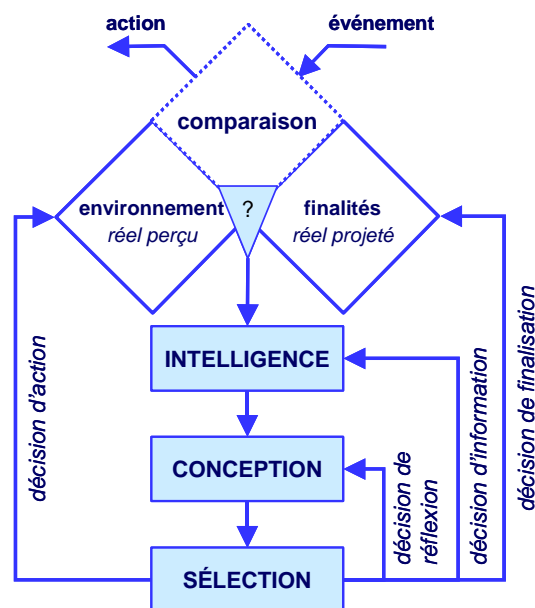 action
événement
comparaison
environnement
réel perçu
?
finalités
réel projeté
INTELLIGENCE
CONCEPTION
SÉLECTION
décision d'action
décision de
réflexion
décision d'information
décision de finalisation